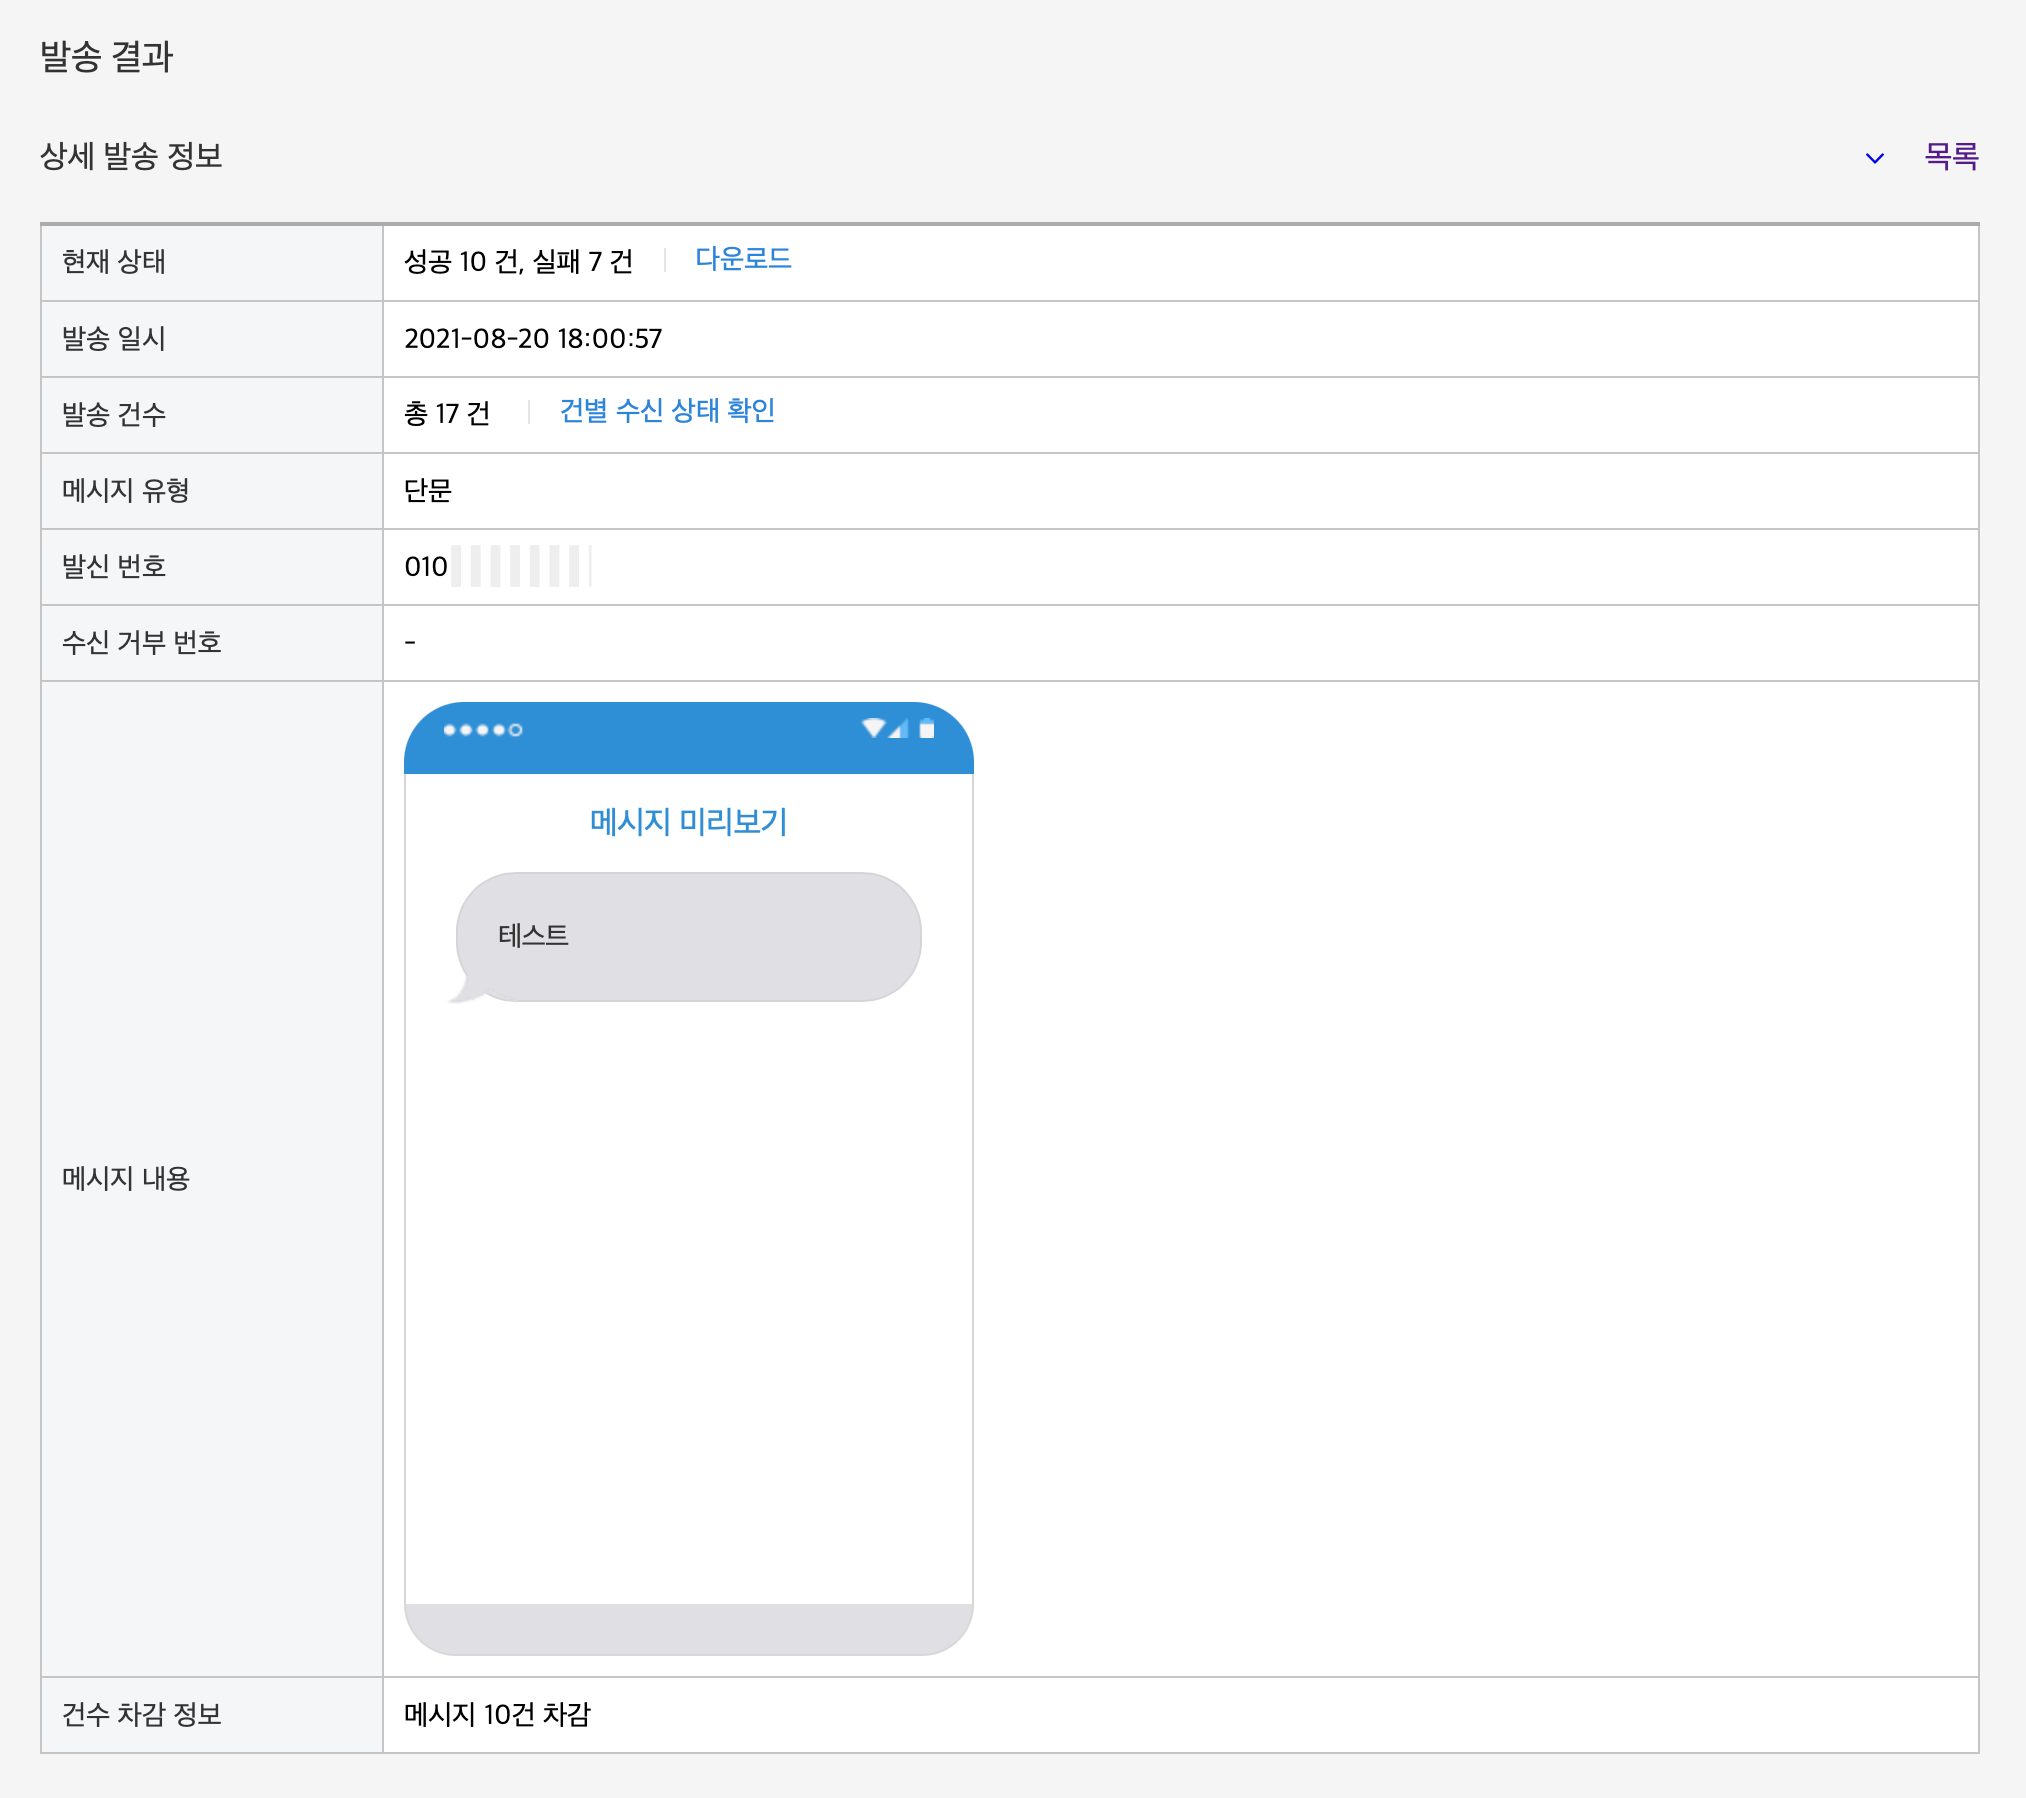 발송 결과
상세 발송 정보 목록
현재 상태 성공 10 건, 실패 7 건 다운로드
발송 일시 2021-08-20 18:00:57
발송 건수 총 17 건 건별 수신 상태 확인
메시지 유형 단문
발신 번호 010
수신 거부 번호 -
메시지 미리보기
테스트
메시지 내용
건수 차감 정보 메시지 10건 차감